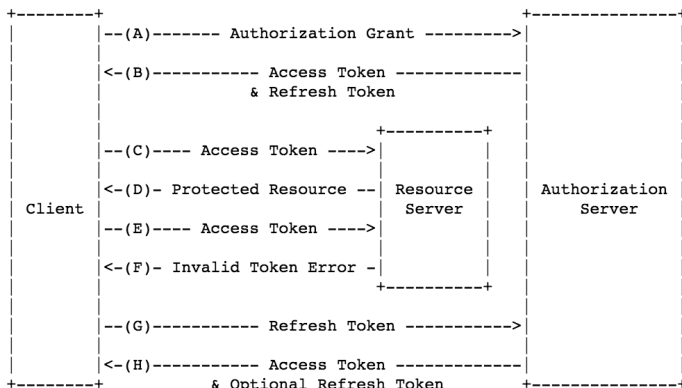 --(A)------- Authorization Grant --------->
<-(B)----------- Access Token -------------
& Refresh Token
--(C)---- Access Token ---->
<-(D)- Protected Resource --| Resource | Authorization
Client | Server | Server
--(E)---- Access Token ---->
<-(F)- Invalid Token Error -
--(G)----------- Refresh Token ----------->
<-(H)----------- Access Token -------------
& Optional Refresh Token